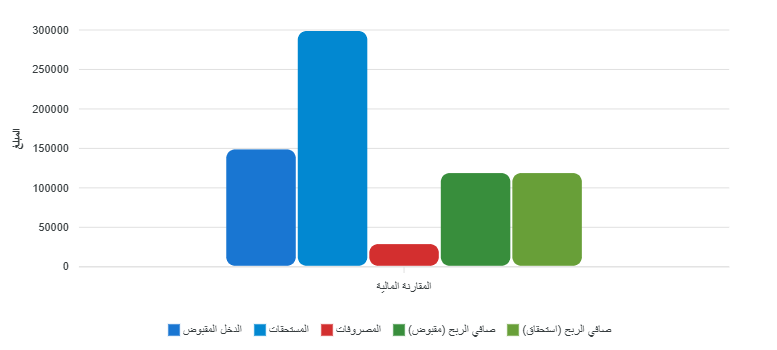 300000
250000
200000
150000
100000
50000
0
المبلغ
المقارنة المالية
الدخل المقبوض
المستحقات
المصروفات
صافي الربح (مقبوض)
صافي الربح (استحقاق)